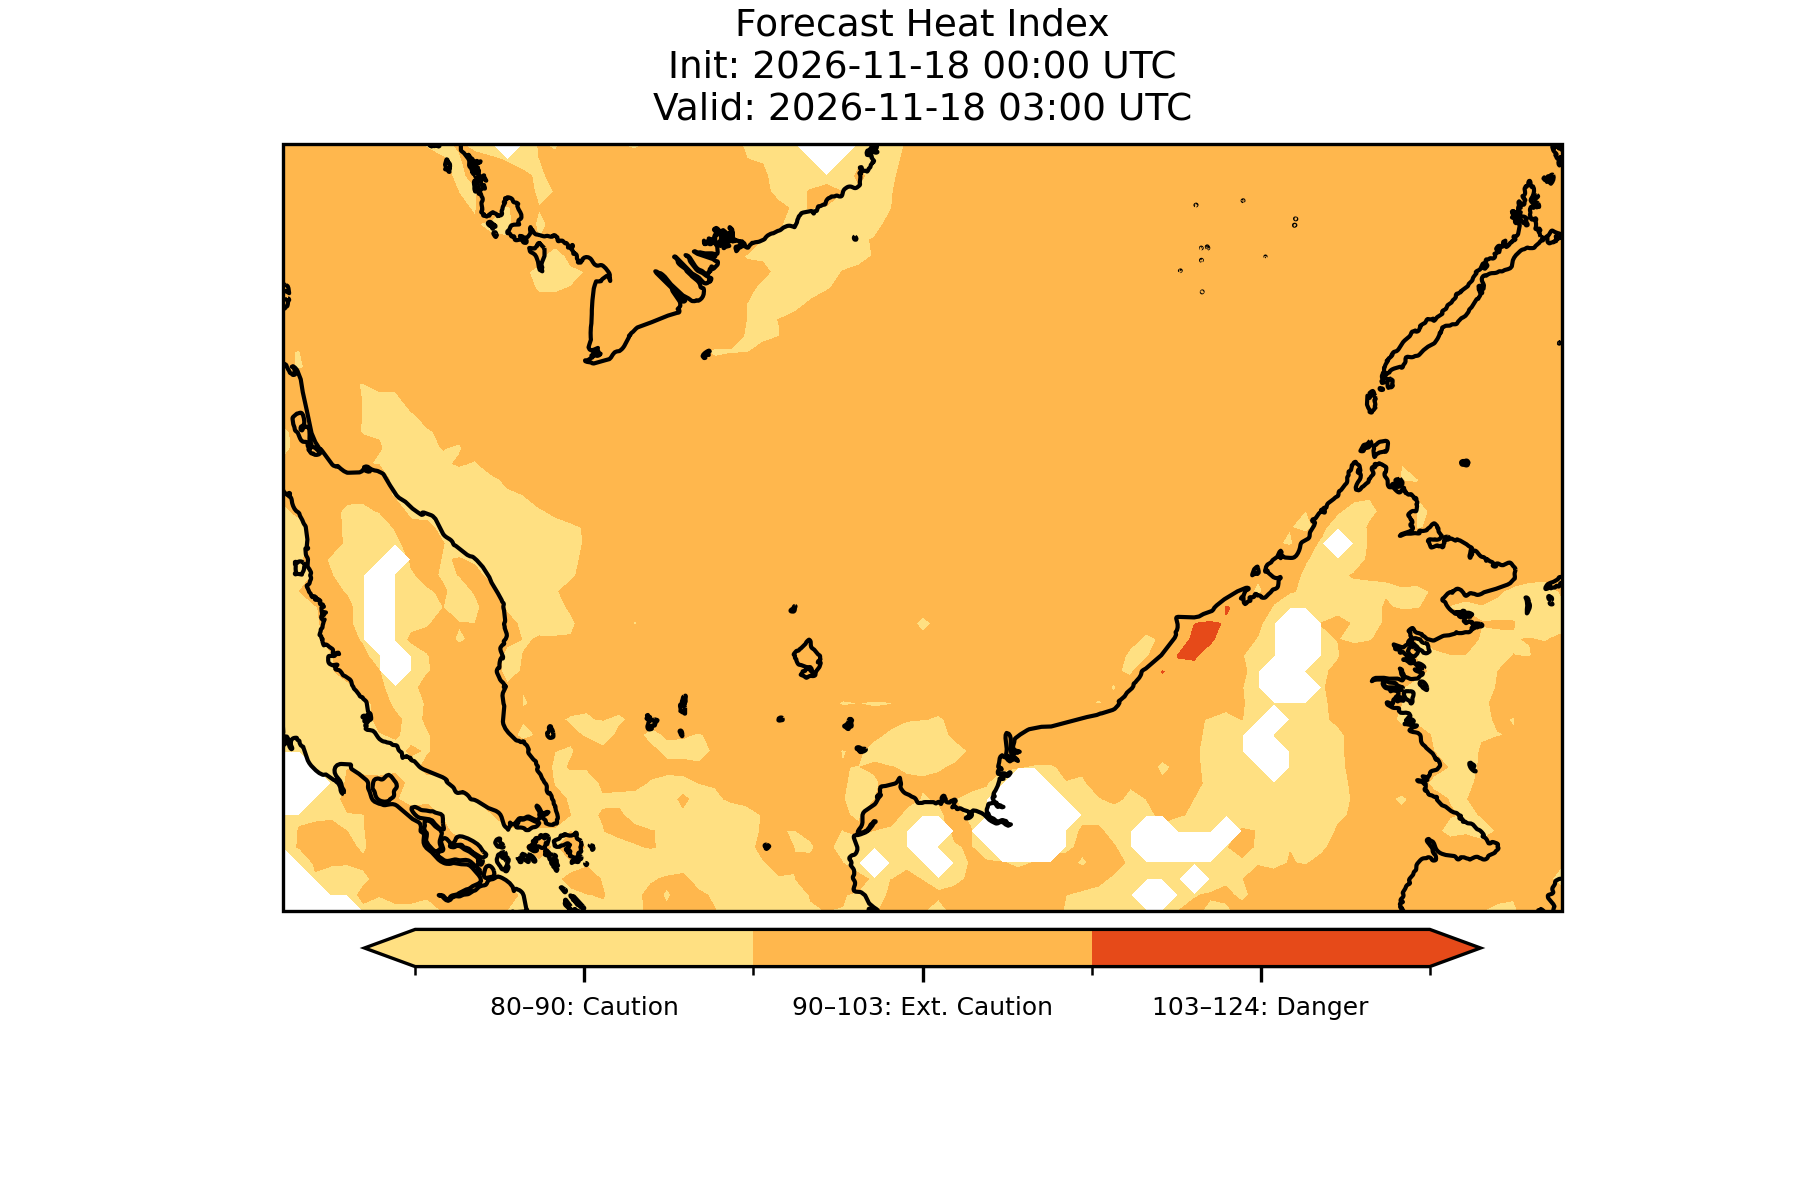 Forecast Heat Index
Init: 2026-11-18 00:00 UTC
Valid: 2026-11-18 03:00 UTC
80–90: Caution
90–103: Ext. Caution
103–124: Danger